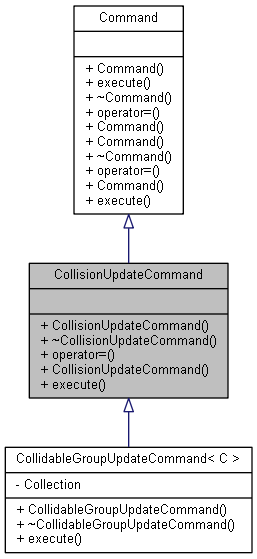 Command
+ Command()
+ execute()
+ ~Command()
+ operator=()
+ Command()
+ Command()
+ ~Command()
+ operator=()
+ Command()
+ execute()
CollisionUpdateCommand
+ CollisionUpdateCommand()
+ ~CollisionUpdateCommand()
+ operator=()
+ CollisionUpdateCommand()
+ execute()
CollidableGroupUpdateCommand< C >
- Collection
+ CollidableGroupUpdateCommand()
+ ~CollidableGroupUpdateCommand()
+ execute()